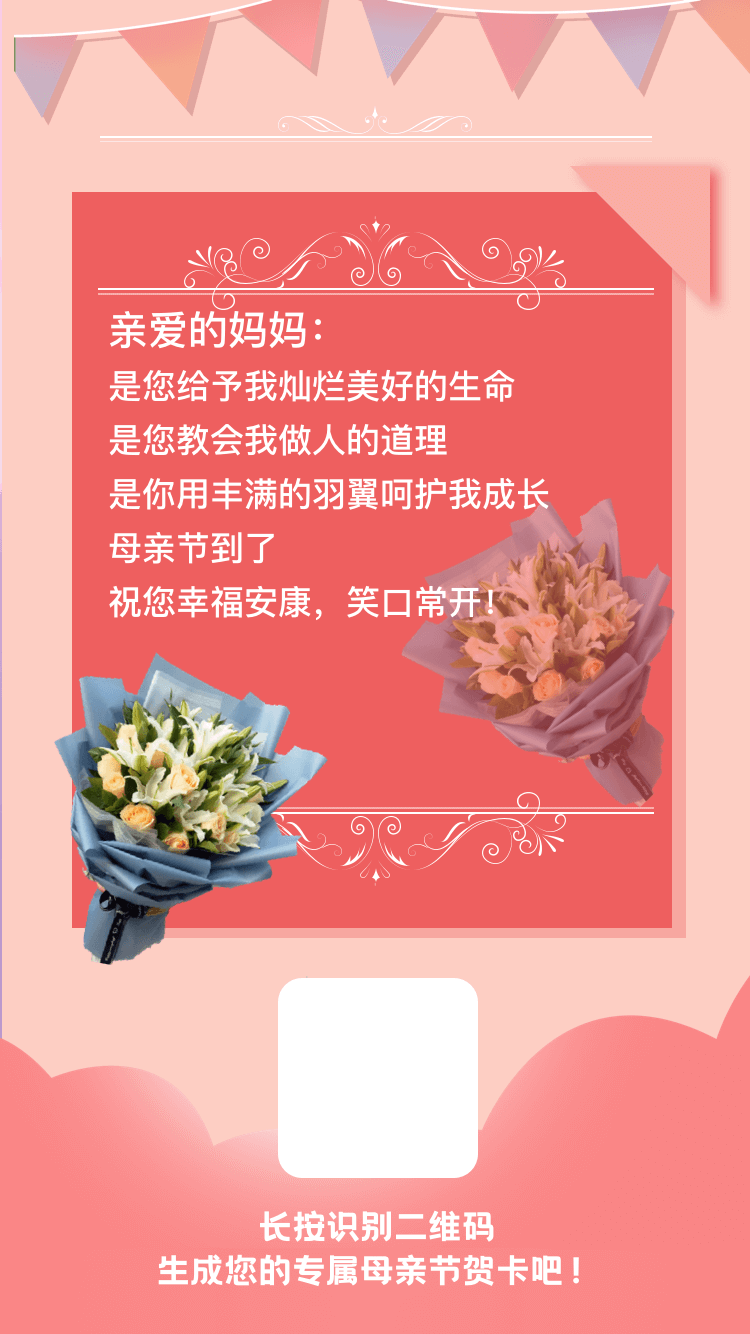 亲爱的妈妈：
是您给予我灿烂美好的生命
是您教会我做人的道理
是你用丰满的羽翼呵护我成长
母亲节到了
祝您幸福安康，笑口常开！
长按识别二维码
生成您的专属母亲节贺卡吧！